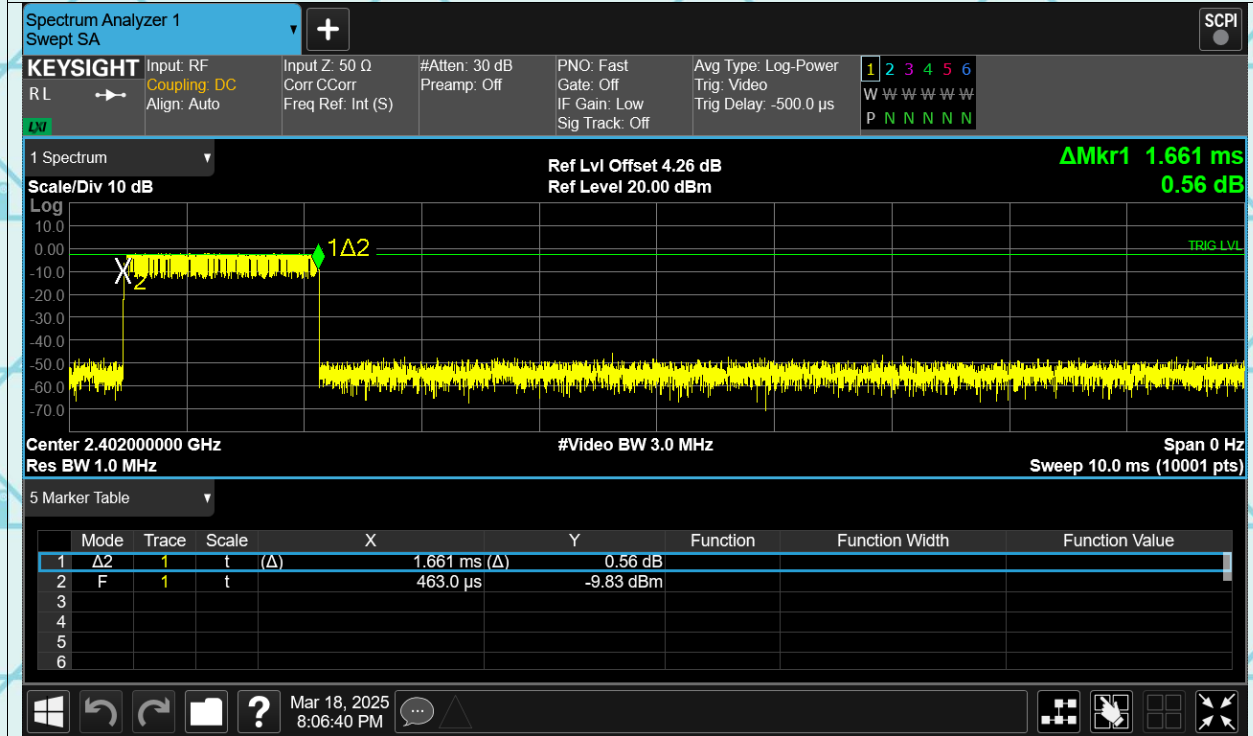 Spectrum Analyzer 1
Swept SA
+
SCPI
KEYSIGHT
R L
LXI
Input: RF
Coupling: DC
Align: Auto
Input Z: 50 Ω
Corr CCorr
Freq Ref: Int (S)
#Atten: 30 dB
Preamp: Off
PNO: Fast
Gate: Off
IF Gain: Low
Sig Track: Off
Avg Type: Log-Power
Trig: Video
Trig Delay: -500.0 µs
1 2 3 4 5 6
W W W W W W
P N N N N N
1 Spectrum
Scale/Div 10 dB
Ref Lvl Offset 4.26 dB
Ref Level 20.00 dBm
ΔMkr1 1.661 ms
0.56 dB
Log
10.0
0.00
-10.0
-20.0
-30.0
-40.0
-50.0
-60.0
-70.0
1Δ2
X2
TRIG LVL
Center 2.402000000 GHz
#Video BW 3.0 MHz
Span 0 Hz
Res BW 1.0 MHz
Sweep 10.0 ms (10001 pts)
5 Marker Table
Mode Trace Scale X Y Function Function Width Function Value
1 Δ2 1 t (Δ) 1.661 ms (Δ) 0.56 dB
2 F 1 t 463.0 µs -9.83 dBm
3
4
5
6
?
Mar 18, 2025
8:06:40 PM